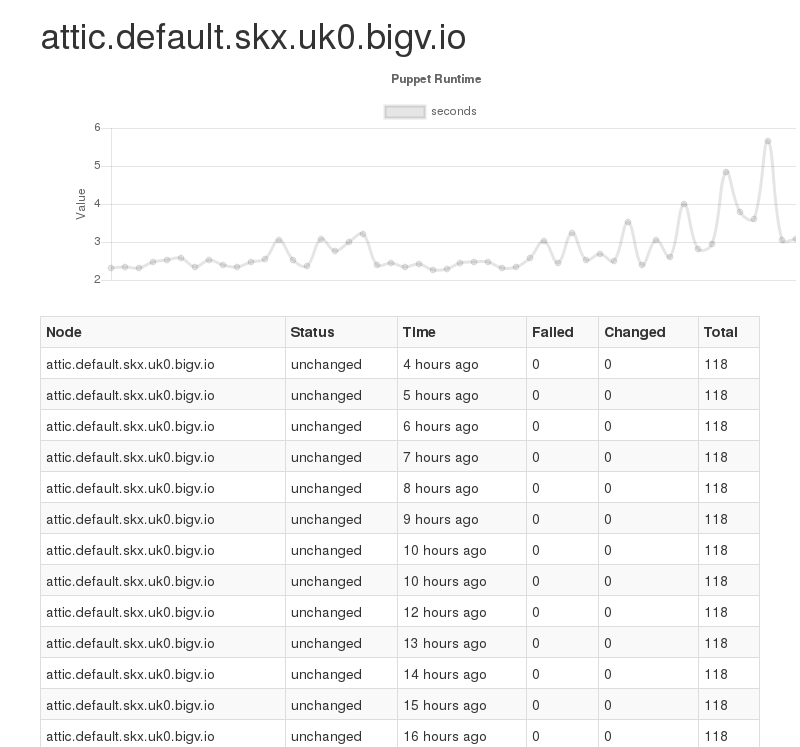 attic.default.skx.uk0.bigv.io
Puppet Runtime
seconds
6
5
4
3
2
Value
Node Status Time Failed Changed Total
attic.default.skx.uk0.bigv.io unchanged 4 hours ago 0 0 118
attic.default.skx.uk0.bigv.io unchanged 5 hours ago 0 0 118
attic.default.skx.uk0.bigv.io unchanged 6 hours ago 0 0 118
attic.default.skx.uk0.bigv.io unchanged 7 hours ago 0 0 118
attic.default.skx.uk0.bigv.io unchanged 8 hours ago 0 0 118
attic.default.skx.uk0.bigv.io unchanged 9 hours ago 0 0 118
attic.default.skx.uk0.bigv.io unchanged 10 hours ago 0 0 118
attic.default.skx.uk0.bigv.io unchanged 10 hours ago 0 0 118
attic.default.skx.uk0.bigv.io unchanged 12 hours ago 0 0 118
attic.default.skx.uk0.bigv.io unchanged 13 hours ago 0 0 118
attic.default.skx.uk0.bigv.io unchanged 14 hours ago 0 0 118
attic.default.skx.uk0.bigv.io unchanged 15 hours ago 0 0 118
attic.default.skx.uk0.bigv.io unchanged 16 hours ago 0 0 118